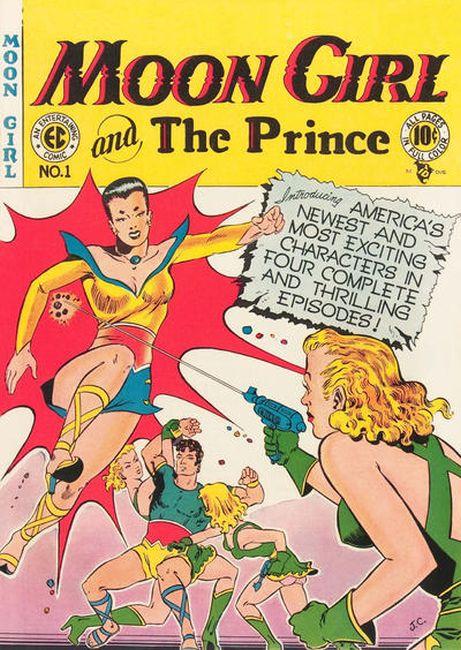 MOON GIRL
MOON GIRL
and The Prince
AN ENTERTAINING
EC
COMIC
NO.1
ALL PAGES
10¢
IN FULL COLOR
Introducing AMERICA'S
NEWEST AND
MOST EXCITING
CHARACTERS IN
FOUR COMPLETE
AND THRILLING
EPISODES!
J.C.